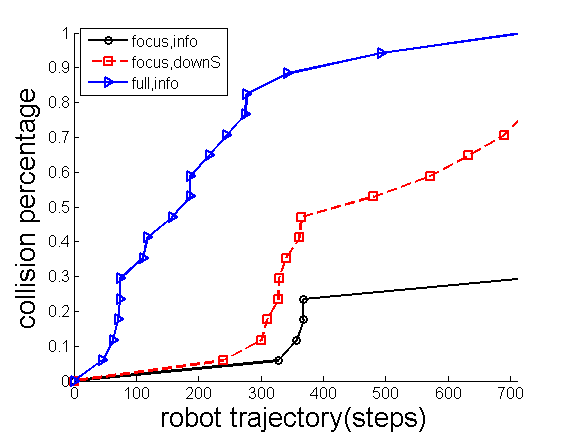 focus,info
focus,downS
full,info
collision percentage
1
0.9
0.8
0.7
0.6
0.5
0.4
0.3
0.2
0.1
0
0 100 200 300 400 500 600 700
robot trajectory(steps)